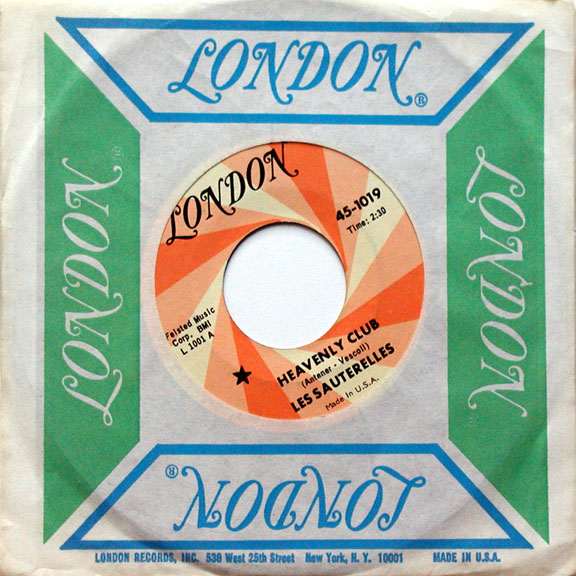 LONDON®
LONDON®
LONDON
LONDON
45-1019
Time: 2:30
Felsted Music
Corp. BMI
L 1001 A
HEAVENLY CLUB
(Antener - Vescoli)
LES SAUTERELLES
Made in U.S.A.
LONDON
LONDON®
LONDON RECORDS, INC. 539 West 25th Street New York, N. Y. 10001 MADE IN U.S.A.